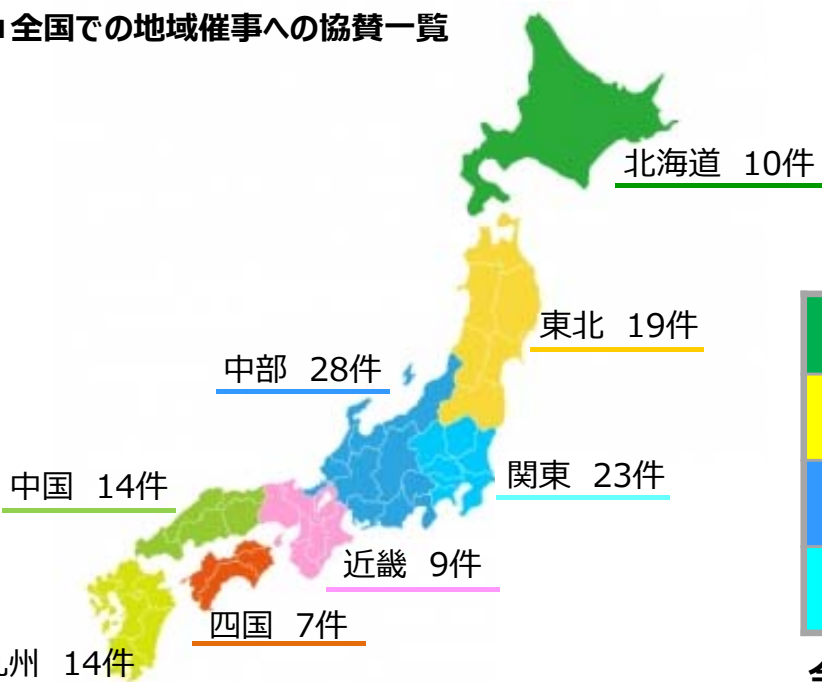 全国での地域催事への協賛一覧
北海道 10件
東北 19件
中部 28件
関東 23件
中国 14件
近畿 9件
四国 7件
九州 14件